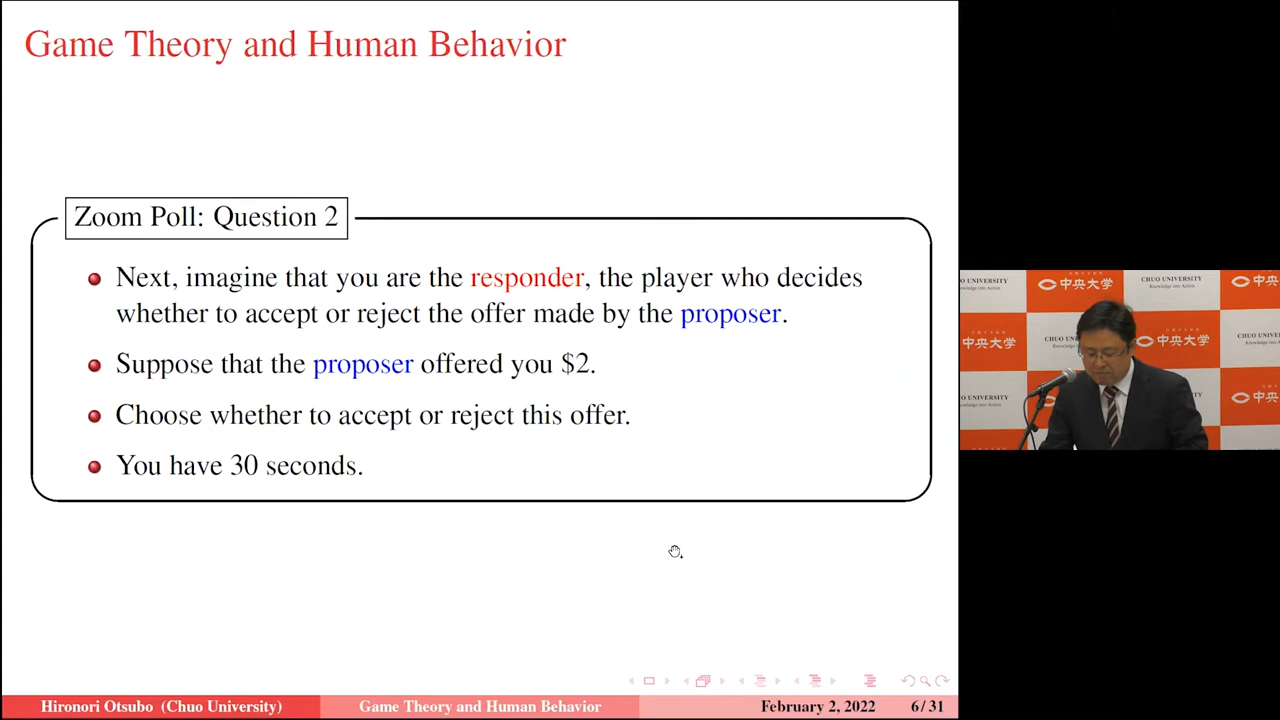 Game Theory and Human Behavior
Zoom Poll: Question 2
Next, imagine that you are the responder, the player who decides
whether to accept or reject the offer made by the proposer.
Suppose that the proposer offered you $2.
Choose whether to accept or reject this offer.
You have 30 seconds.
Hironori Otsubo (Chuo University)
Game Theory and Human Behavior
February 2, 2022
6/31
CHUO UNIVERSITY
Knowledge into Action
中央大学
中央大学
中央大学
中央大学
CHUO UNIVERSITY